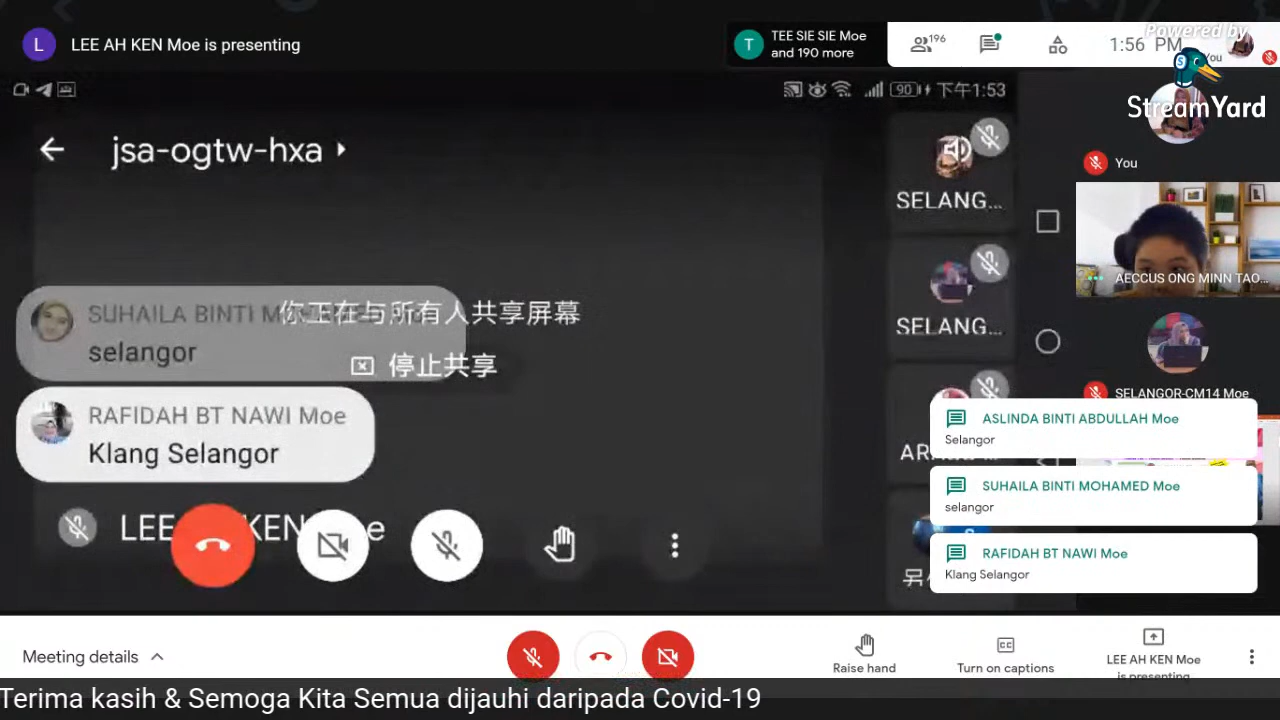 L LEE AH KEN Moe is presenting
T TEE SIE SIE Moe
and 190 more
196
1:56 PM
Powered by
You
StreamYard
90 下午1:53
jsa-ogtw-hxa
SELANG...
You
SUHAILA BINTI M
你正在与所有人共享屏幕
selangor
停止共享
SELANG...
AECCUS ONG MINN TAO...
RAFIDAH BT NAWI Moe
Klang Selangor
SELANGOR-CM14 Moe
ASLINDA BINTI ABDULLAH Moe
Selangor
SUHAILA BINTI MOHAMED Moe
selangor
RAFIDAH BT NAWI Moe
Klang Selangor
LEE KEN e
Meeting details
Raise hand
CC
Turn on captions
LEE AH KEN Moe
is presenting
Terima kasih & Semoga Kita Semua dijauhi daripada Covid-19